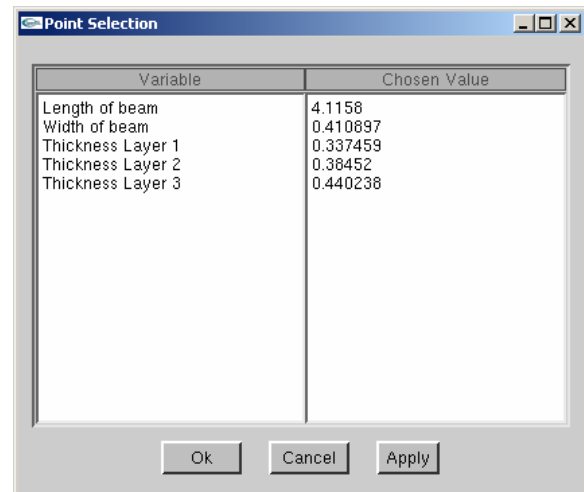 Point Selection
Variable Chosen Value
Length of beam 4.1158
Width of beam 0.410897
Thickness Layer 1 0.337459
Thickness Layer 2 0.38452
Thickness Layer 3 0.440238
Ok Cancel Apply